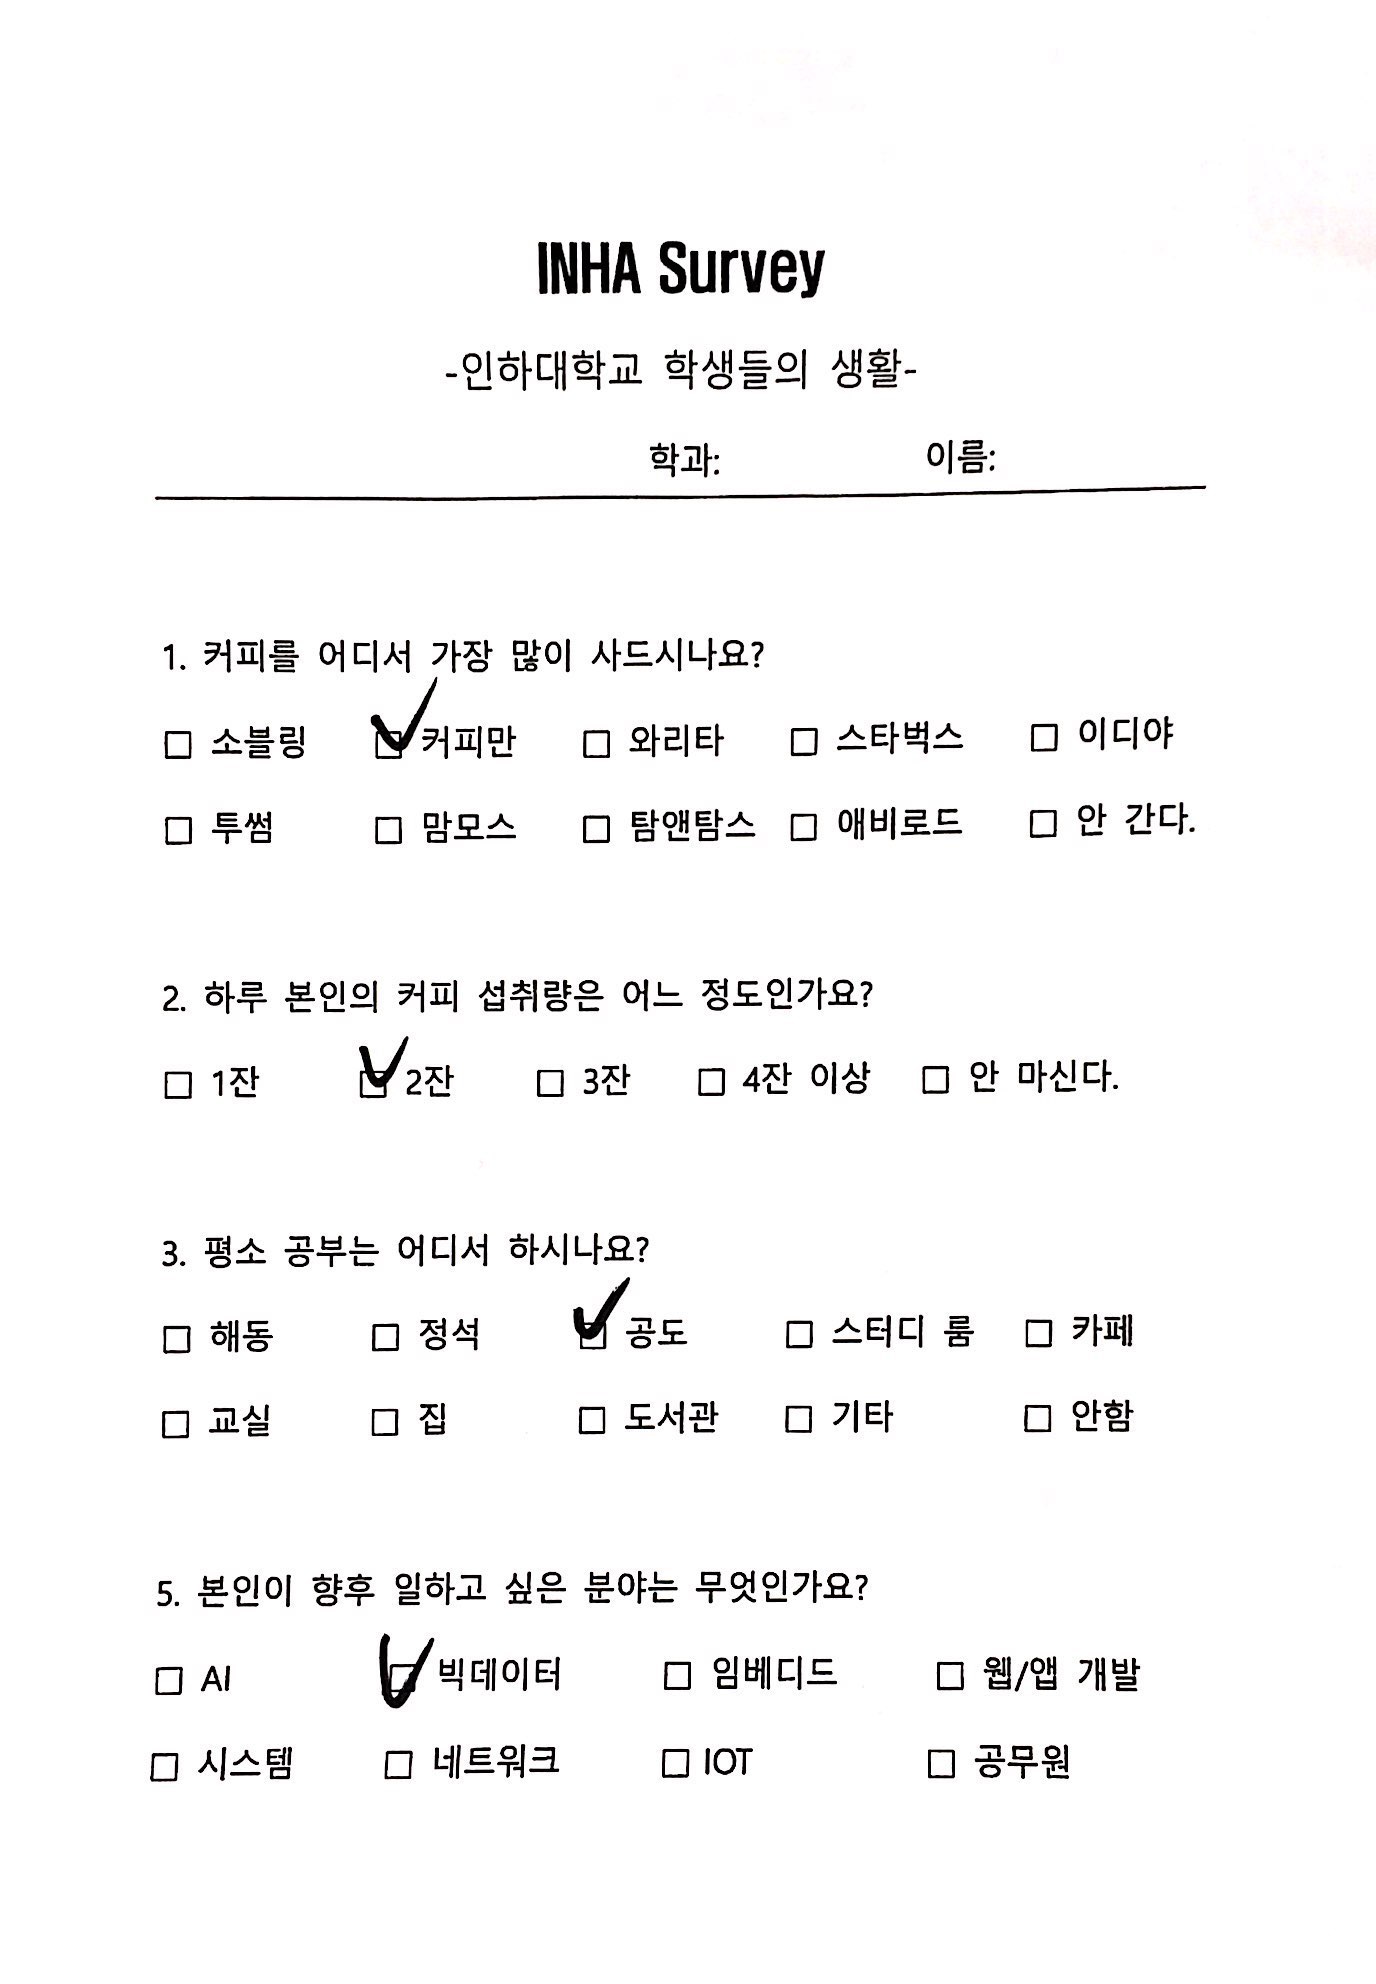 INHA Survey
-인하대학교 학생들의 생활-
학과: 이름:
1. 커피를 어디서 가장 많이 사드시나요?
□ 소블링 ☑ 커피만 □ 와리타 □ 스타벅스 □ 이디야
□ 투썸 □ 맘모스 □ 탐앤탐스 □ 애비로드 □ 안 간다.
2. 하루 본인의 커피 섭취량은 어느 정도인가요?
□ 1잔 ☑ 2잔 □ 3잔 □ 4잔 이상 □ 안 마신다.
3. 평소 공부는 어디서 하시나요?
□ 해동 □ 정석 ☑ 공도 □ 스터디 룸 □ 카페
□ 교실 □ 집 □ 도서관 □ 기타 □ 안함
5. 본인이 향후 일하고 싶은 분야는 무엇인가요?
□ AI ☑ 빅데이터 □ 임베디드 □ 웹/앱 개발
□ 시스템 □ 네트워크 □ IOT □ 공무원